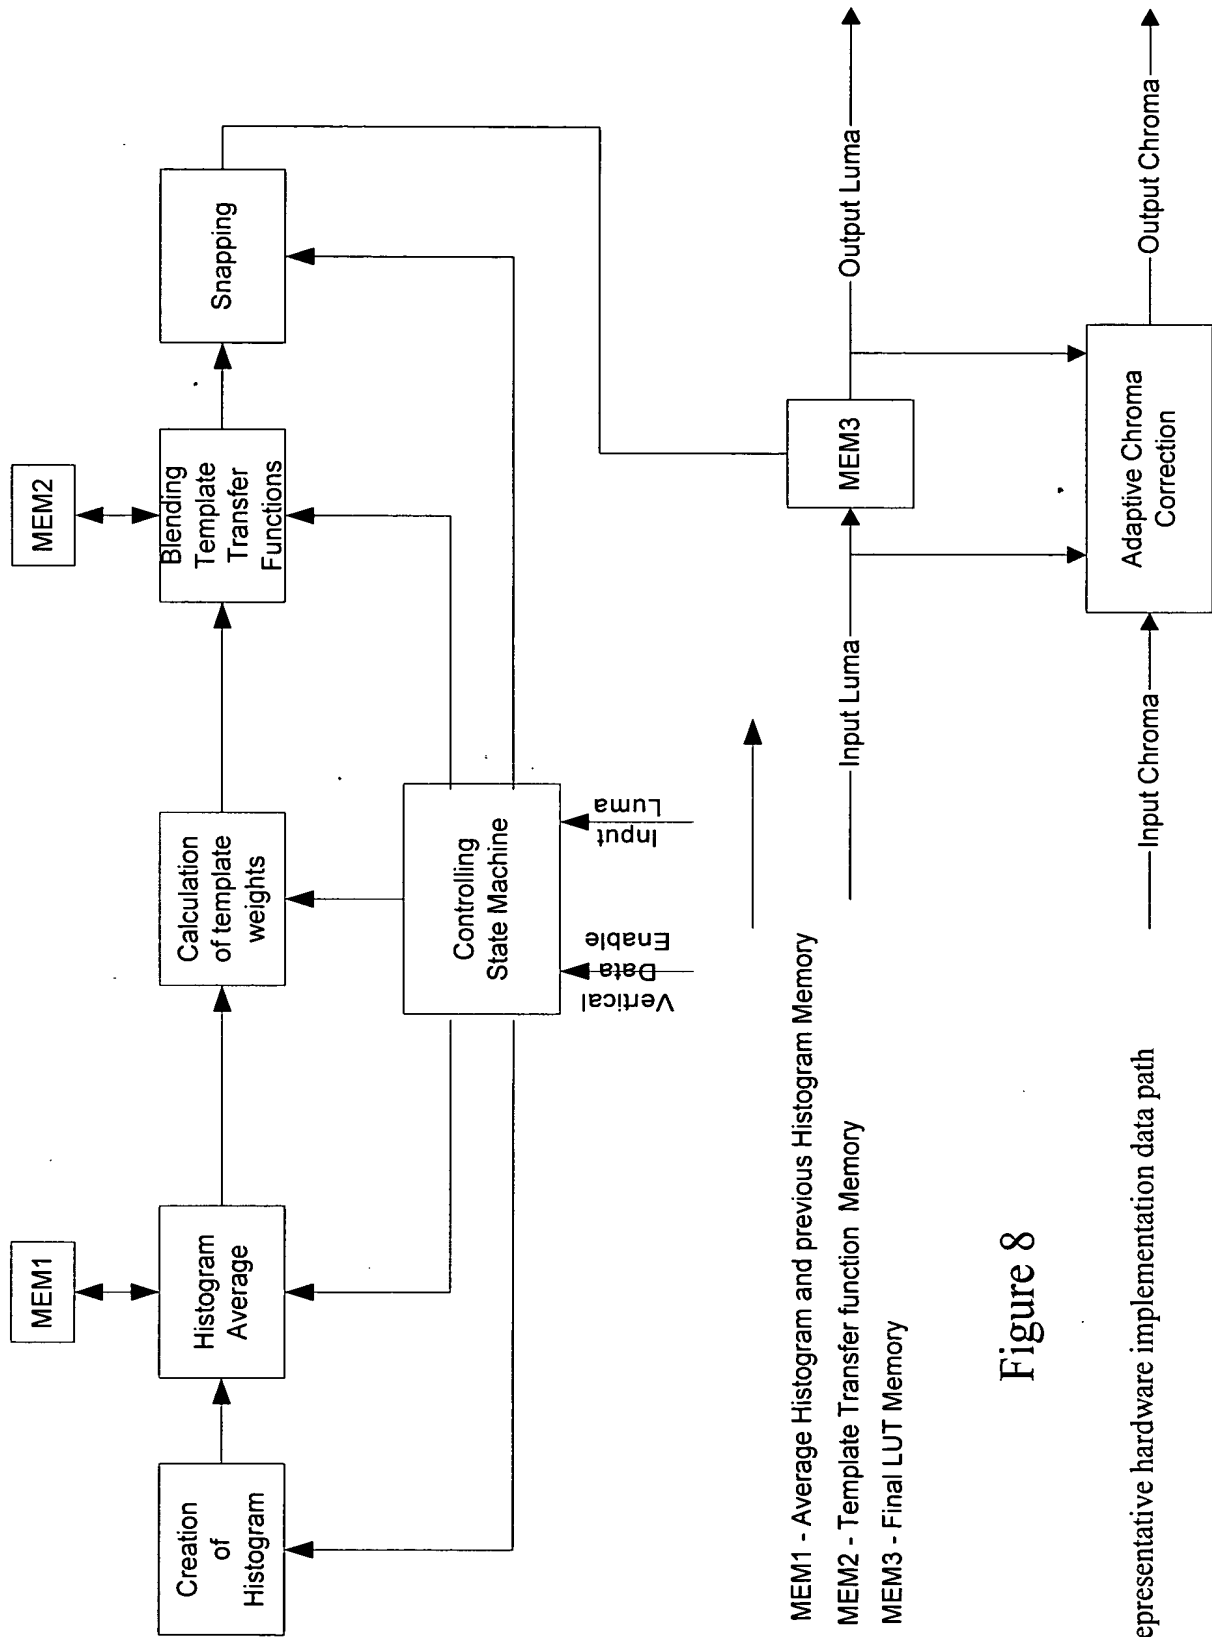 MEM1
MEM2
Creation
of
Histogram
Histogram
Average
Calculation
of template
weights
Blending
Template
Transfer
Functions
Snapping
Controlling
State Machine
Vertical
Data
Enable
Input
Luma
Input Luma
MEM3
Output Luma
Input Chroma
Adaptive Chroma
Correction
Output Chroma
MEM1 - Average Histogram and previous Histogram Memory
MEM2 - Template Transfer function Memory
MEM3 - Final LUT Memory
Figure 8
epresentative hardware implementation data path